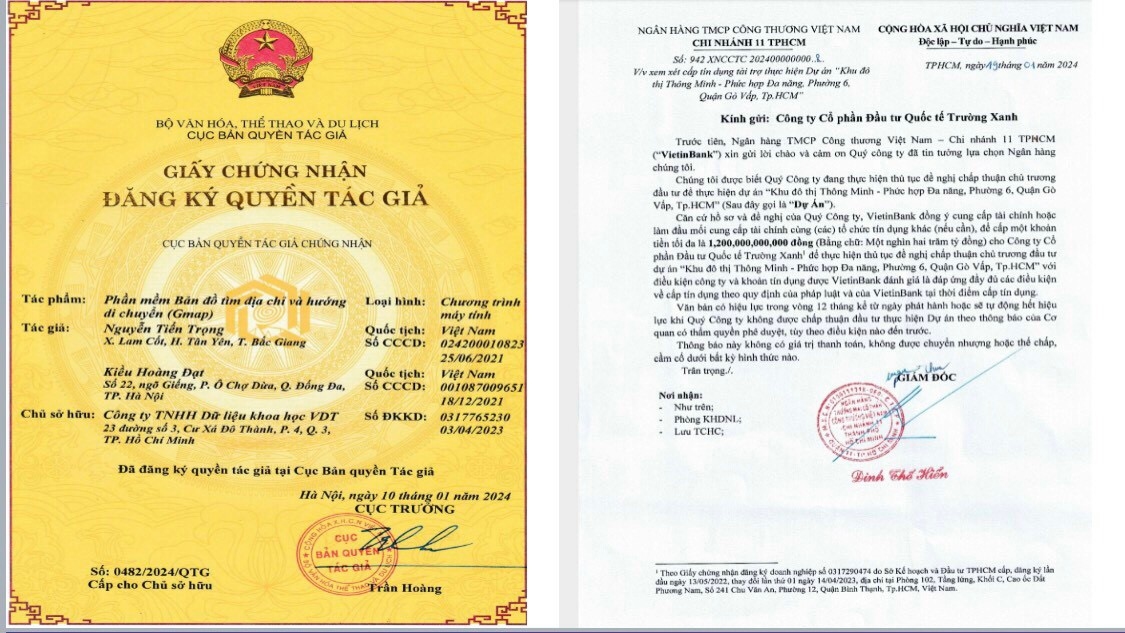 BỘ VĂN HÓA, THỂ THAO VÀ DU LỊCH
CỤC BẢN QUYỀN TÁC GIẢ
GIẤY CHỨNG NHẬN
ĐĂNG KÝ QUYỀN TÁC GIẢ
CỤC BẢN QUYỀN TÁC GIẢ CHỨNG NHẬN
Tác phẩm: Phần mềm Bản đồ tìm địa chỉ và hướng di chuyển (Gmap)
Loại hình: Chương trình máy tính
Tác giả: Nguyễn Tiến Trọng
X. Lam Cốt, H. Tân Yên, T. Bắc Giang
Quốc tịch: Việt Nam
Số CCCD: 024200010823
25/06/2021
Kiều Hoàng Đạt
Số 22, ngõ Giếng, P. Ô Chợ Dừa, Q. Đống Đa,
TP. Hà Nội
Quốc tịch: Việt Nam
Số CCCD: 001087009651
18/12/2021
Chủ sở hữu: Công ty TNHH Dữ liệu khoa học VDT
23 đường số 3, Cư Xá Đô Thành, P. 4, Q. 3,
TP. Hồ Chí Minh
Số ĐKKD: 0317765230
03/04/2023
Đã đăng ký quyền tác giả tại Cục Bản quyền Tác giả
Hà Nội, ngày 10 tháng 01 năm 2024
CỤC TRƯỞNG
CỤC
BẢN QUYỀN
TÁC GIẢ
Trần Hoàng
Số: 0482/2024/QTG
Cấp cho Chủ sở hữu
NGÂN HÀNG TMCP CÔNG THƯƠNG VIỆT NAM
CHI NHÁNH 11 TPHCM
Số: 942 XNCCTC 202400000000..
V/v xem xét cấp tín dụng tài trợ thực hiện Dự án "Khu đô
thị Thông Minh - Phức hợp Đa năng, Phường 6,
Quận Gò Vấp, Tp.HCM"
CỘNG HÒA XÃ HỘI CHỦ NGHĨA VIỆT NAM
Độc lập – Tự do – Hạnh phúc
TPHCM, ngày 19 tháng 01 năm 2024
Kính gửi: Công ty Cổ phần Đầu tư Quốc tế Trường Xanh
Trước tiên, Ngân hàng TMCP Công thương Việt Nam – Chi nhánh 11 TPHCM
("VietinBank") xin gửi lời chào và cảm ơn Quý công ty đã tin tưởng lựa chọn Ngân hàng
chúng tôi.
Chúng tôi được biết Quý Công ty đang thực hiện thủ tục đề nghị chấp thuận chủ trương
đầu tư để thực hiện dự án "Khu đô thị Thông Minh - Phức hợp Đa năng, Phường 6, Quận Gò
Vấp, Tp.HCM" (Sau đây gọi là "Dự Án").
Căn cứ hồ sơ và đề nghị của Quý Công ty, VietinBank đồng ý cung cấp tài chính hoặc
làm đầu mối cung cấp tài chính cùng (các) tổ chức tín dụng khác (nếu cần), để cấp một khoản
tiền tối đa là 1,200,000,000,000 đồng (Bằng chữ: Một nghìn hai trăm tỷ đồng) cho Công ty Cổ
phần Đầu tư Quốc tế Trường Xanh¹ để thực hiện thủ tục đề nghị chấp thuận chủ trương đầu tư
dự án "Khu đô thị Thông Minh - Phức hợp Đa năng, Phường 6, Quận Gò Vấp, Tp.HCM" với
điều kiện công ty và khoản tín dụng được VietinBank đánh giá là đáp ứng đầy đủ các điều kiện
về cấp tín dụng theo quy định của pháp luật và của VietinBank tại thời điểm cấp tín dụng.
Văn bản có hiệu lực trong vòng 12 tháng kể từ ngày phát hành hoặc sẽ tự động hết hiệu
lực khi Quý Công ty không được chấp thuận đầu tư thực hiện Dự án theo thông báo của Cơ
quan có thẩm quyền phê duyệt, tùy theo điều kiện nào đến trước.
Thông báo này không có giá trị thanh toán, không được chuyển nhượng hoặc thế chấp,
cầm cố dưới bất kỳ hình thức nào.
Trân trọng./.
GIÁM ĐỐC
Nơi nhận:
- Như trên;
- Phòng KHDNL;
- Lưu TCHC;
NGÂN HÀNG
THƯƠNG MẠI CỔ PHẦN
CÔNG THƯƠNG VIỆT NAM
CHI NHÁNH 11
THÀNH PHỐ
HỒ CHÍ MINH
Đinh Thế Hiển
¹ Theo Giấy chứng nhận đăng ký doanh nghiệp số 0317290474 do Sở Kế hoạch và Đầu tư TPHCM cấp, đăng ký lần
đầu ngày 13/05/2022, thay đổi lần thứ 01 ngày 14/04/2023, địa chỉ tại Phòng 102, Tầng lửng, Khối C, Cao ốc Đất
Phương Nam, Số 241 Chu Văn An, Phường 12, Quận Bình Thạnh, Tp.HCM, Việt Nam.